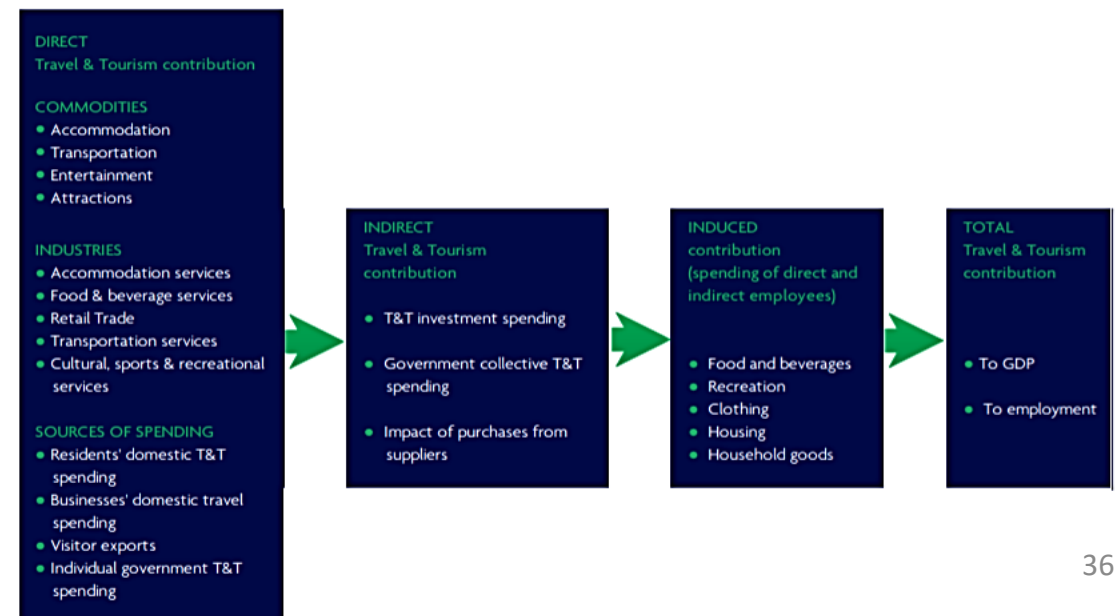 DIRECT
Travel & Tourism contribution
COMMODITIES
• Accommodation
• Transportation
• Entertainment
• Attractions
INDUSTRIES
• Accommodation services
• Food & beverage services
• Retail Trade
• Transportation services
• Cultural, sports & recreational
services
SOURCES OF SPENDING
• Residents' domestic T&T
spending
• Businesses' domestic travel
spending
• Visitor exports
• Individual government T&T
spending
INDIRECT
Travel & Tourism
contribution
• T&T investment spending
• Government collective T&T
spending
• Impact of purchases from
suppliers
INDUCED
contribution
(spending of direct and
indirect employees)
• Food and beverages
• Recreation
• Clothing
• Housing
• Household goods
TOTAL
Travel & Tourism
contribution
• To GDP
• To employment
36